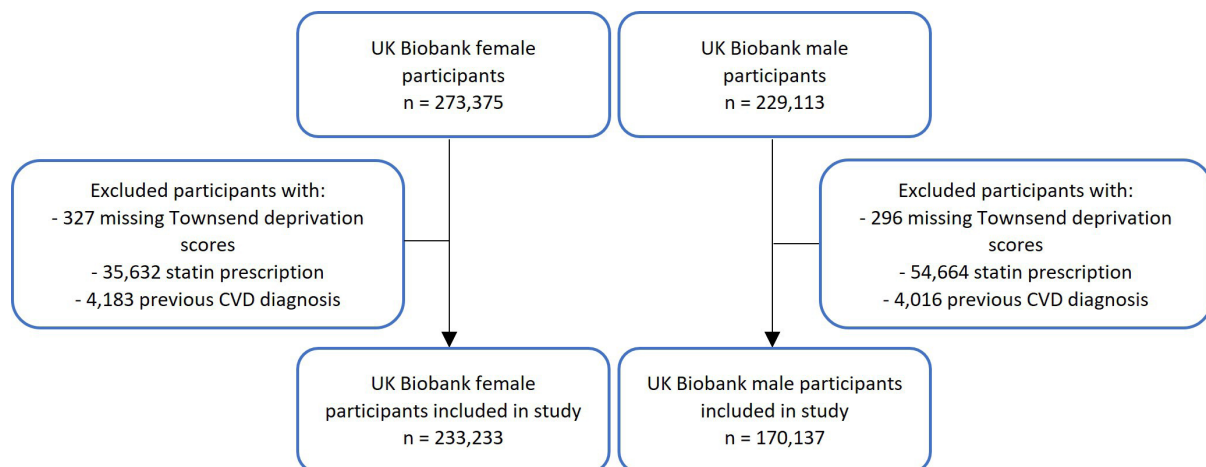 UK Biobank female
participants
n = 273,375
UK Biobank male
participants
n = 229,113
Excluded participants with:
- 327 missing Townsend deprivation
scores
- 35,632 statin prescription
- 4,183 previous CVD diagnosis
Excluded participants with:
- 296 missing Townsend deprivation
scores
- 54,664 statin prescription
- 4,016 previous CVD diagnosis
UK Biobank female
participants included in study
n = 233,233
UK Biobank male participants
included in study
n = 170,137